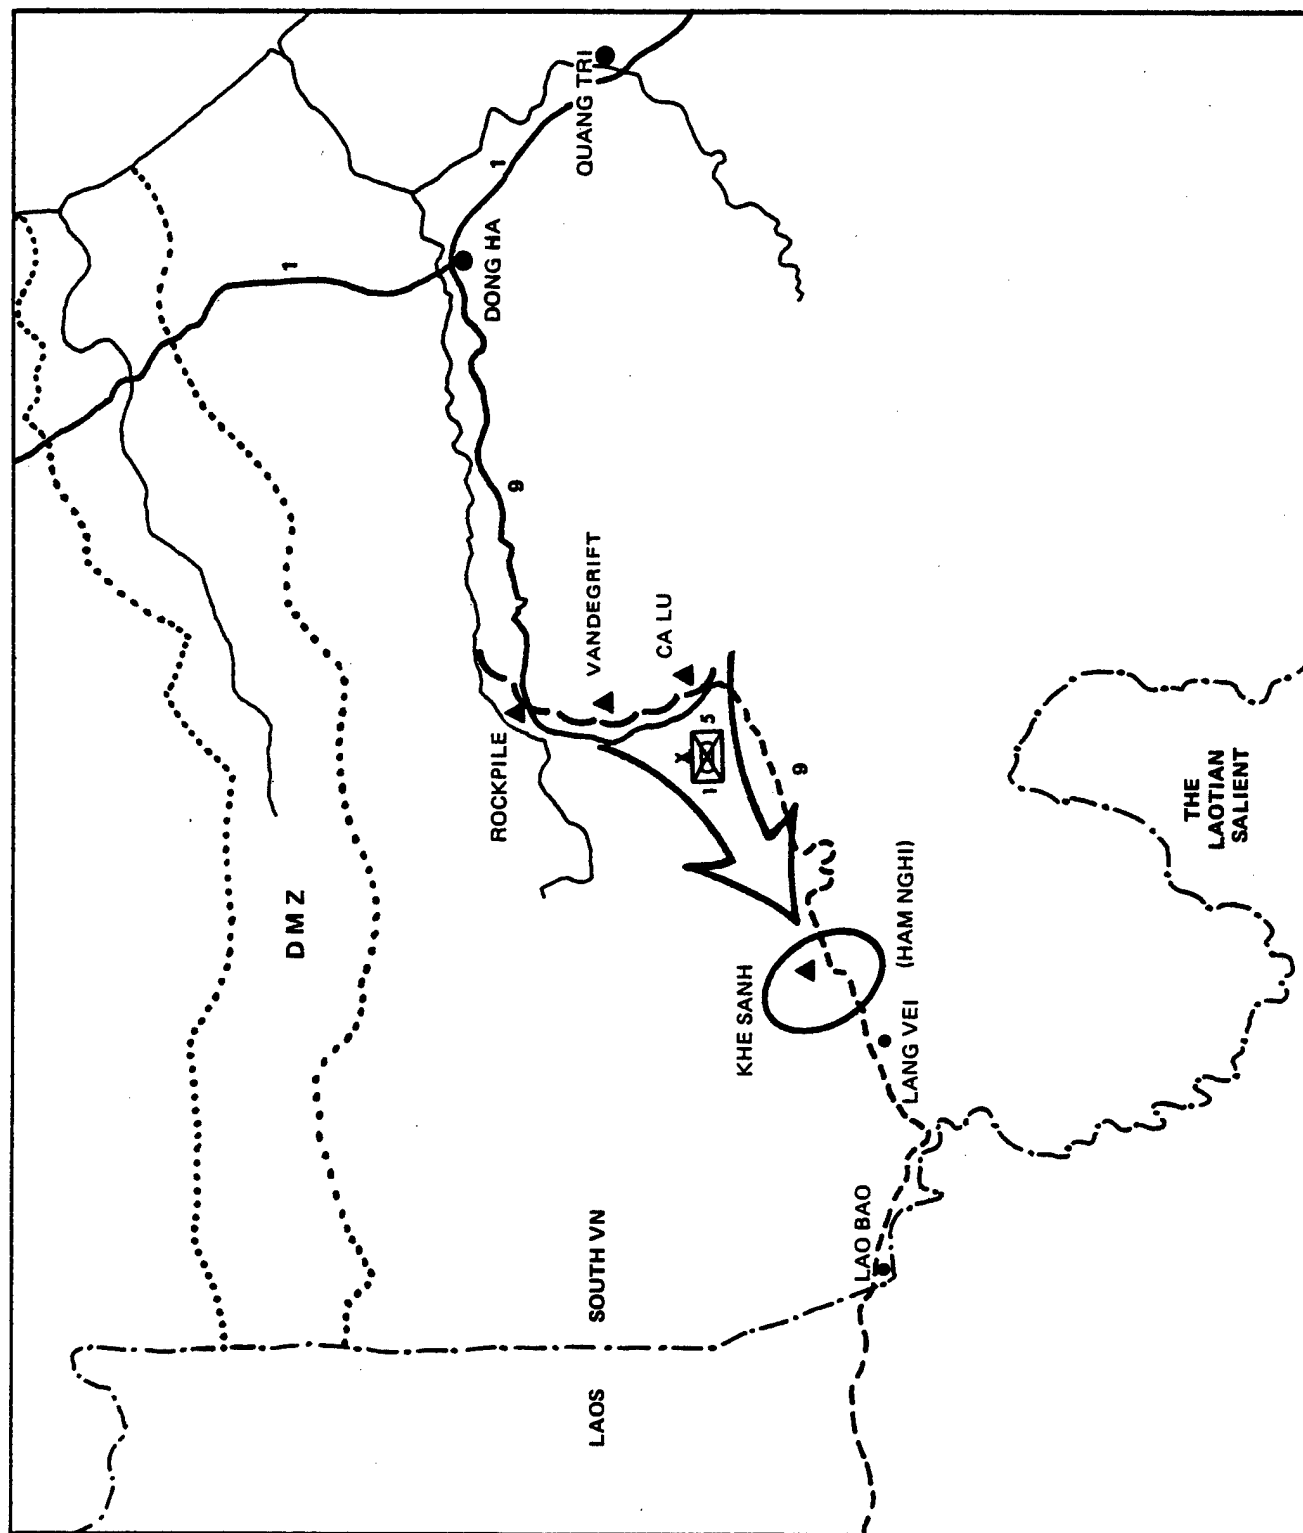 DMZ
1
1
DONG HA
ROCKPILE
9
QUANG TRI
LAOS
SOUTH VN
VANDEGRIFT
CA LU
X
1 5
KHE SANH
9
LAO BAO
LANG VEI
(HAM NGHI)
THE
LAOTIAN
SALIENT